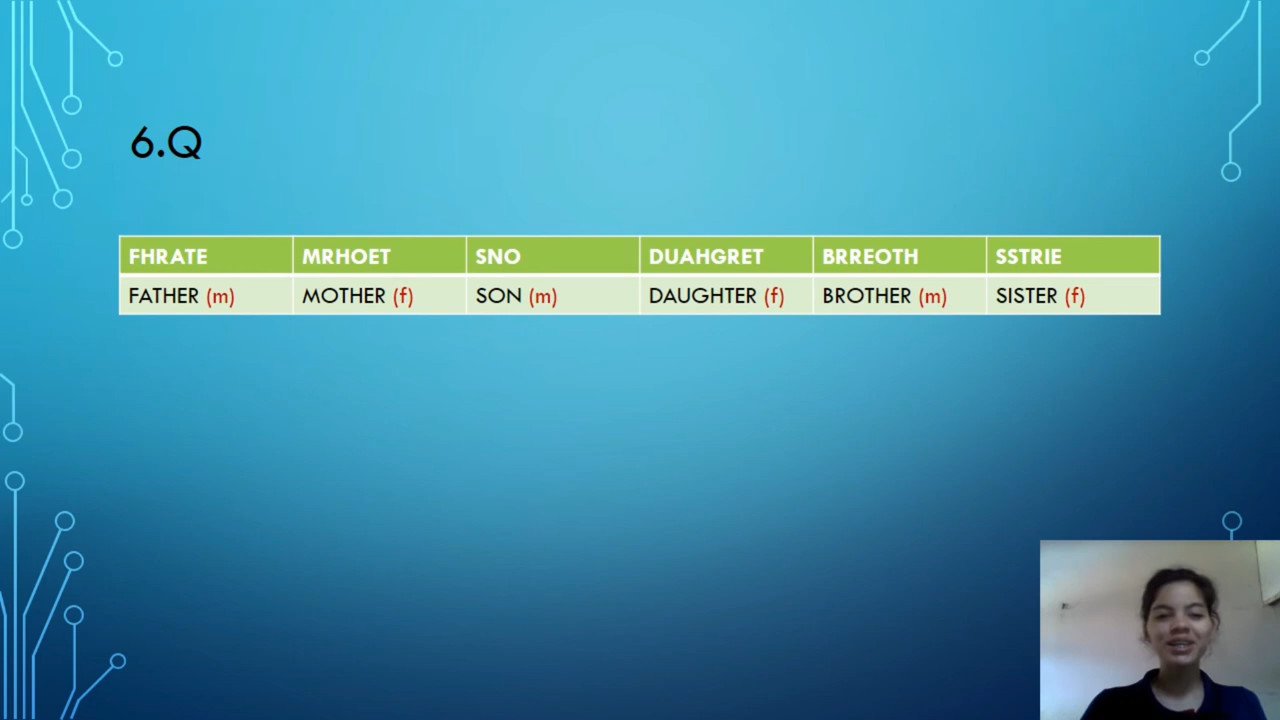 6.Q
FHRATE MRHOET SNO DUAHGRET BRREOTH SSTRIE
FATHER (m) MOTHER (f) SON (m) DAUGHTER (f) BROTHER (m) SISTER (f)